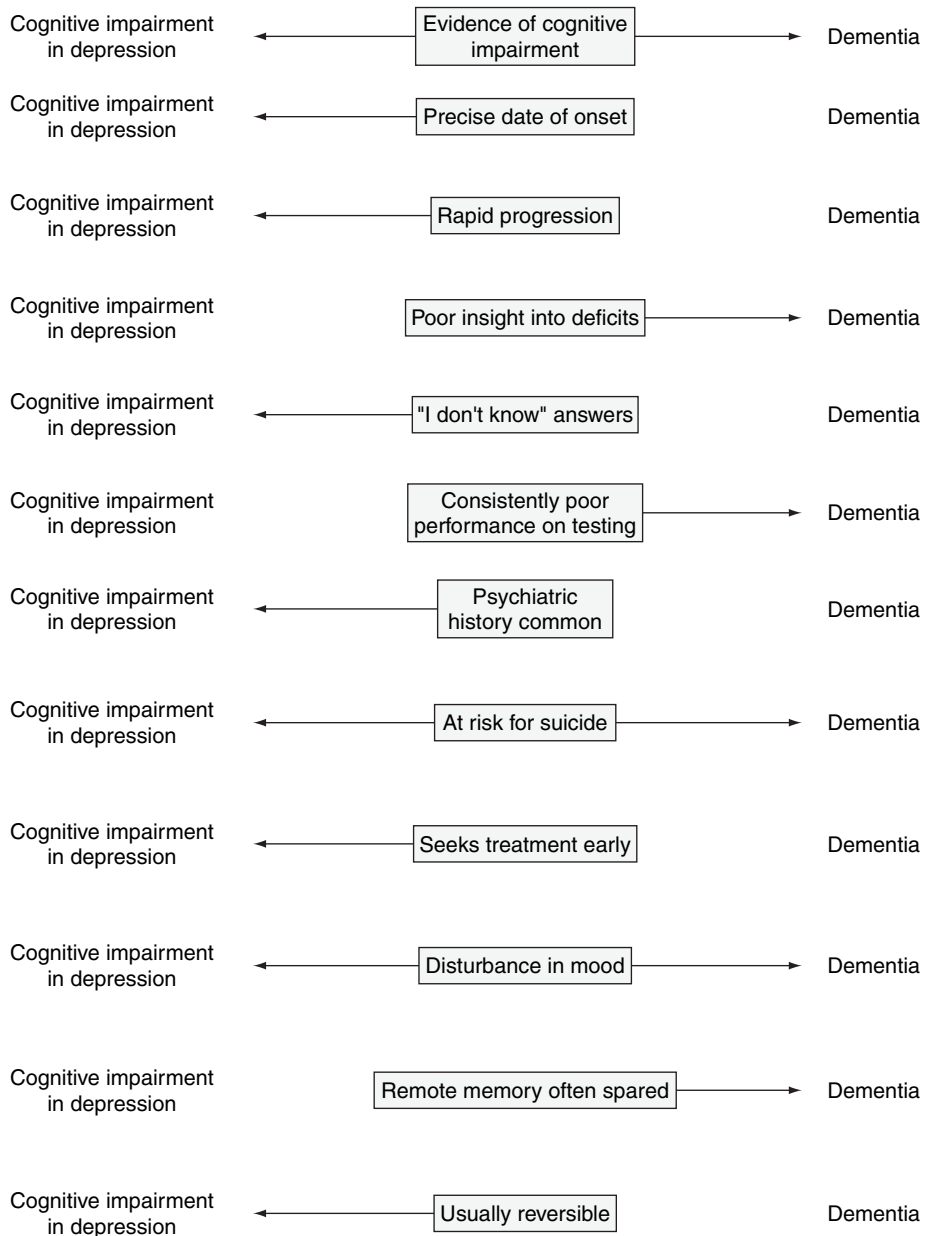 Cognitive impairment
in depression
Evidence of cognitive
impairment
Dementia
Cognitive impairment
in depression
Precise date of onset
Dementia
Cognitive impairment
in depression
Rapid progression
Dementia
Cognitive impairment
in depression
Poor insight into deficits
Dementia
Cognitive impairment
in depression
"I don't know" answers
Dementia
Cognitive impairment
in depression
Consistently poor
performance on testing
Dementia
Cognitive impairment
in depression
Psychiatric
history common
Dementia
Cognitive impairment
in depression
At risk for suicide
Dementia
Cognitive impairment
in depression
Seeks treatment early
Dementia
Cognitive impairment
in depression
Disturbance in mood
Dementia
Cognitive impairment
in depression
Remote memory often spared
Dementia
Cognitive impairment
in depression
Usually reversible
Dementia